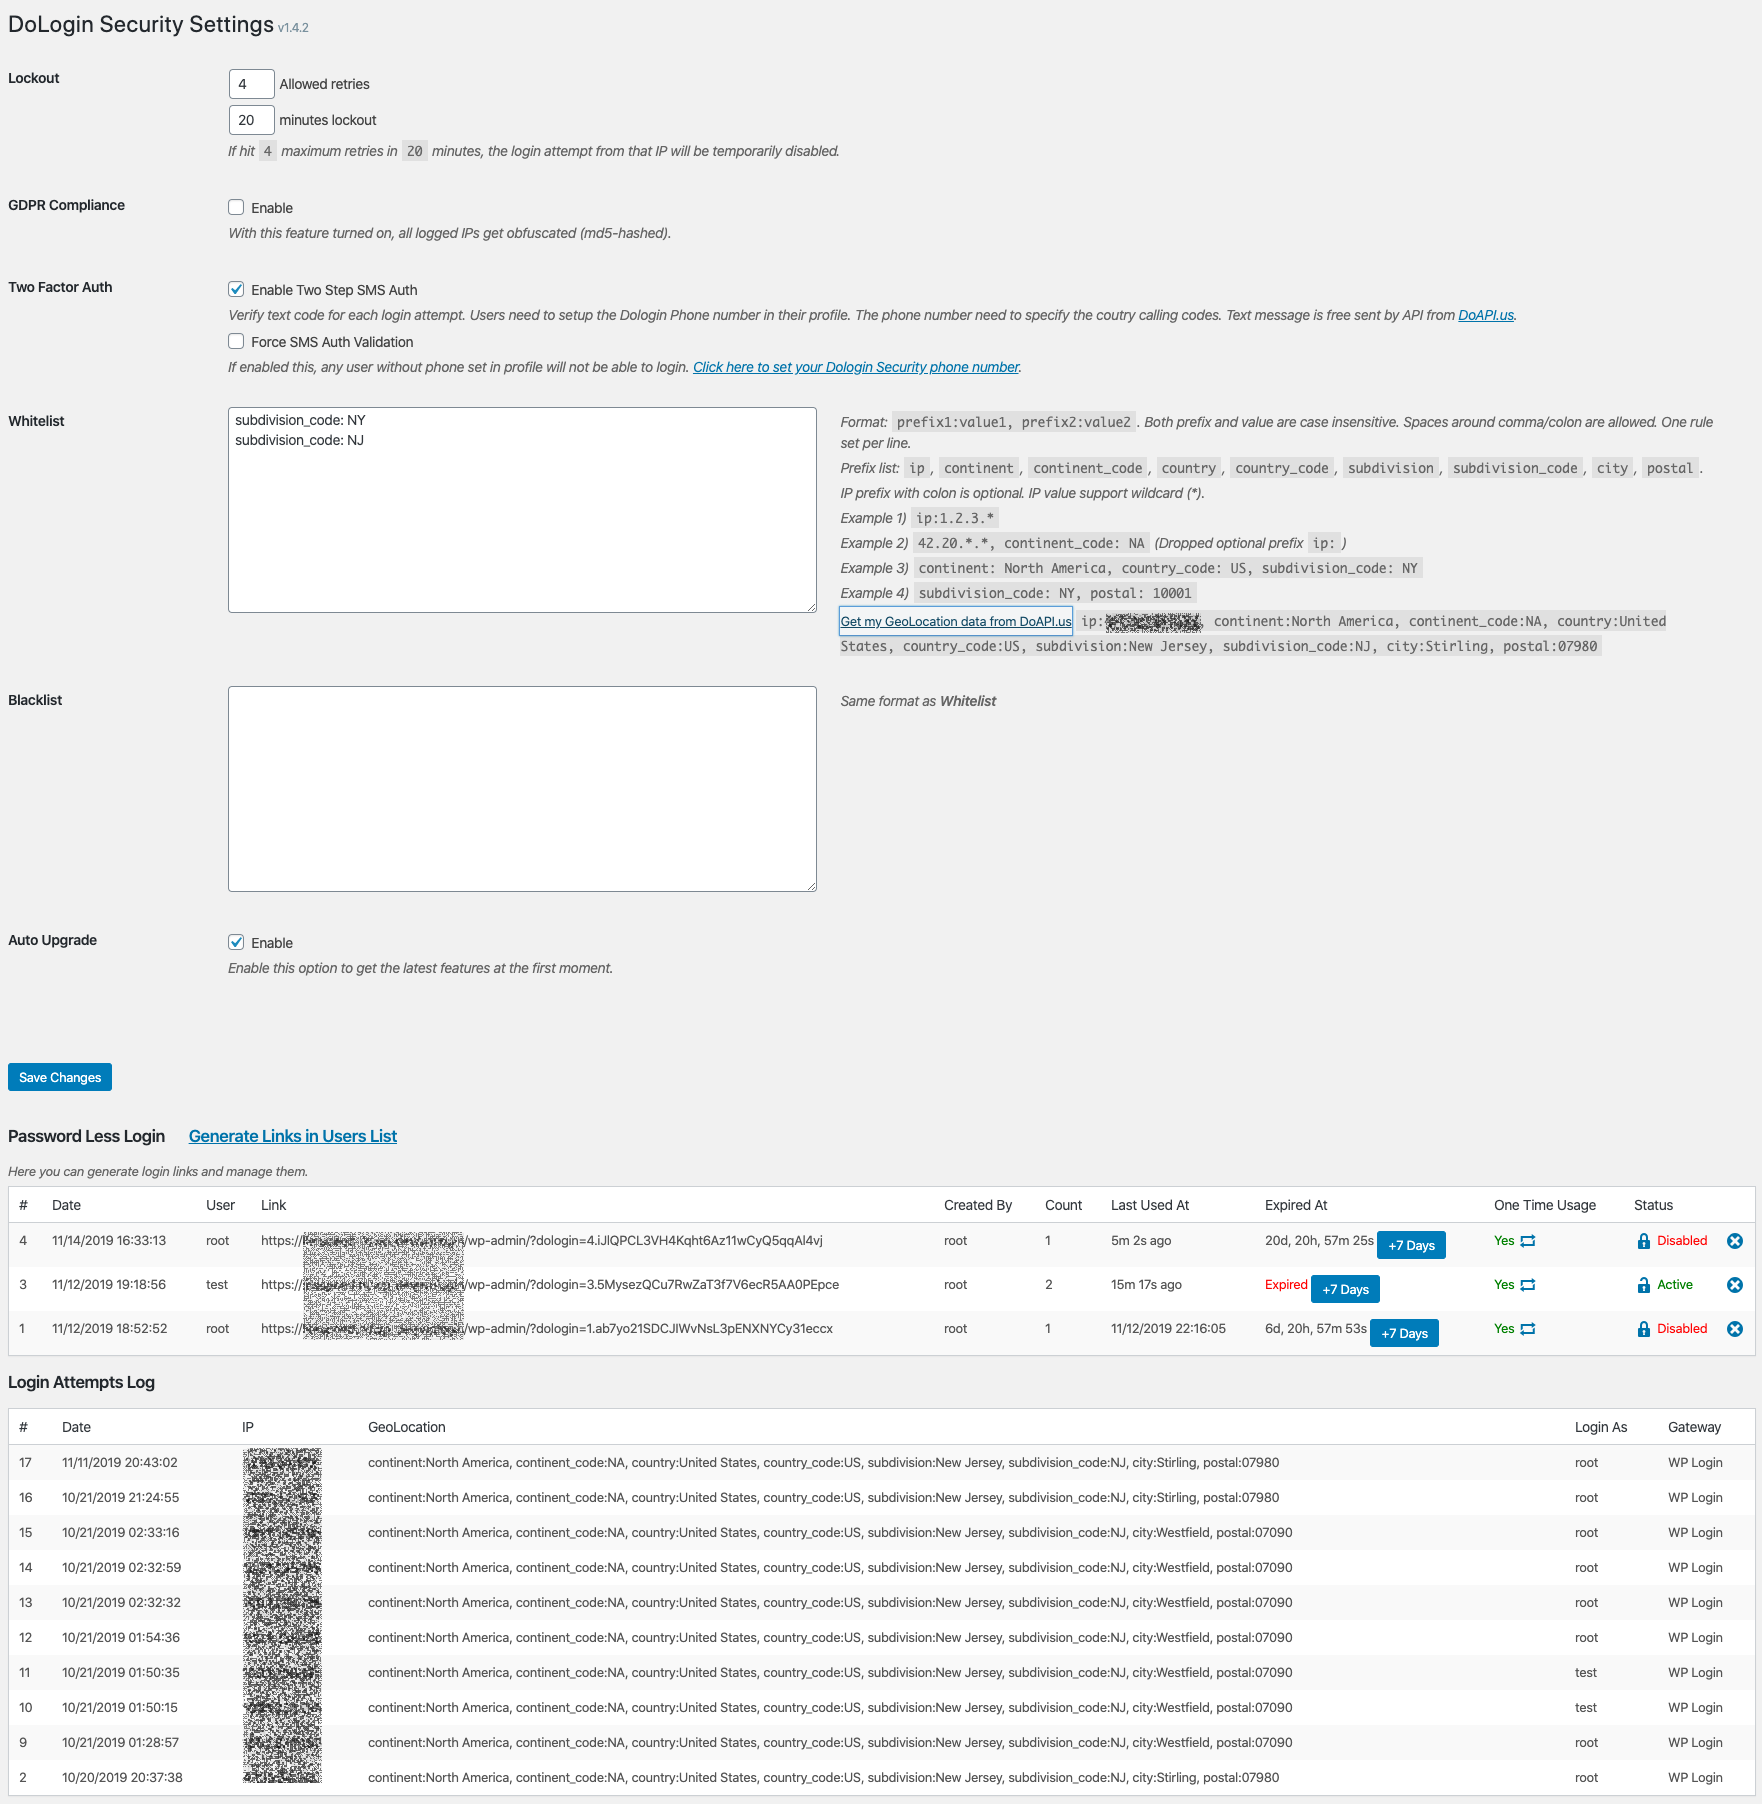 DoLogin Security Settings v1.4.2
Lockout
4 Allowed retries
20 minutes lockout
If hit 4 maximum retries in 20 minutes, the login attempt from that IP will be temporarily disabled.
GDPR Compliance
Enable
With this feature turned on, all logged IPs get obfuscated (md5-hashed).
Two Factor Auth
Enable Two Step SMS Auth
Verify text code for each login attempt. Users need to setup the Dologin Phone number in their profile. The phone number need to specify the coutry calling codes. Text message is free sent by API from DoAPI.us.
Force SMS Auth Validation
If enabled this, any user without phone set in profile will not be able to login. Click here to set your Dologin Security phone number.
Whitelist
subdivision_code: NY
subdivision_code: NJ
Format: prefix1:value1, prefix2:value2 . Both prefix and value are case insensitive. Spaces around comma/colon are allowed. One rule
set per line.
Prefix list: ip , continent , continent_code , country , country_code , subdivision , subdivision_code , city , postal .
IP prefix with colon is optional. IP value support wildcard (*).
Example 1) ip:1.2.3.*
Example 2) 42.20.*.*, continent_code: NA (Dropped optional prefix ip: )
Example 3) continent: North America, country_code: US, subdivision_code: NY
Example 4) subdivision_code: NY, postal: 10001
Get my GeoLocation data from DoAPI.us ip: , continent:North America, continent_code:NA, country:United
States, country_code:US, subdivision:New Jersey, subdivision_code:NJ, city:Stirling, postal:07980
Blacklist
Same format as Whitelist
Auto Upgrade
Enable
Enable this option to get the latest features at the first moment.
Save Changes
Password Less Login Generate Links in Users List
Here you can generate login links and manage them.
# Date User Link Created By Count Last Used At Expired At One Time Usage Status
4 11/14/2019 16:33:13 root https:// /wp-admin/?dologin=4.iJlQPCL3VH4Kqht6Az11wCyQ5qqAl4vj root 1 5m 2s ago 20d, 20h, 57m 25s +7 Days Yes Disabled
3 11/12/2019 19:18:56 test https:// /wp-admin/?dologin=3.5MysezQCu7RwZaT3f7V6ecR5AA0PEpce root 2 15m 17s ago Expired +7 Days Yes Active
1 11/12/2019 18:52:52 root https:// /wp-admin/?dologin=1.ab7yo21SDCJIWvNsL3pENXNYCy31eccx root 1 11/12/2019 22:16:05 6d, 20h, 57m 53s +7 Days Yes Disabled
Login Attempts Log
# Date IP GeoLocation Login As Gateway
17 11/11/2019 20:43:02 continent:North America, continent_code:NA, country:United States, country_code:US, subdivision:New Jersey, subdivision_code:NJ, city:Stirling, postal:07980 root WP Login
16 10/21/2019 21:24:55 continent:North America, continent_code:NA, country:United States, country_code:US, subdivision:New Jersey, subdivision_code:NJ, city:Stirling, postal:07980 root WP Login
15 10/21/2019 02:33:16 continent:North America, continent_code:NA, country:United States, country_code:US, subdivision:New Jersey, subdivision_code:NJ, city:Westfield, postal:07090 root WP Login
14 10/21/2019 02:32:59 continent:North America, continent_code:NA, country:United States, country_code:US, subdivision:New Jersey, subdivision_code:NJ, city:Westfield, postal:07090 root WP Login
13 10/21/2019 02:32:32 continent:North America, continent_code:NA, country:United States, country_code:US, subdivision:New Jersey, subdivision_code:NJ, city:Westfield, postal:07090 root WP Login
12 10/21/2019 01:54:36 continent:North America, continent_code:NA, country:United States, country_code:US, subdivision:New Jersey, subdivision_code:NJ, city:Westfield, postal:07090 root WP Login
11 10/21/2019 01:50:35 continent:North America, continent_code:NA, country:United States, country_code:US, subdivision:New Jersey, subdivision_code:NJ, city:Westfield, postal:07090 test WP Login
10 10/21/2019 01:50:15 continent:North America, continent_code:NA, country:United States, country_code:US, subdivision:New Jersey, subdivision_code:NJ, city:Westfield, postal:07090 test WP Login
9 10/21/2019 01:28:57 continent:North America, continent_code:NA, country:United States, country_code:US, subdivision:New Jersey, subdivision_code:NJ, city:Westfield, postal:07090 root WP Login
2 10/20/2019 20:37:38 continent:North America, continent_code:NA, country:United States, country_code:US, subdivision:New Jersey, subdivision_code:NJ, city:Stirling, postal:07980 root WP Login